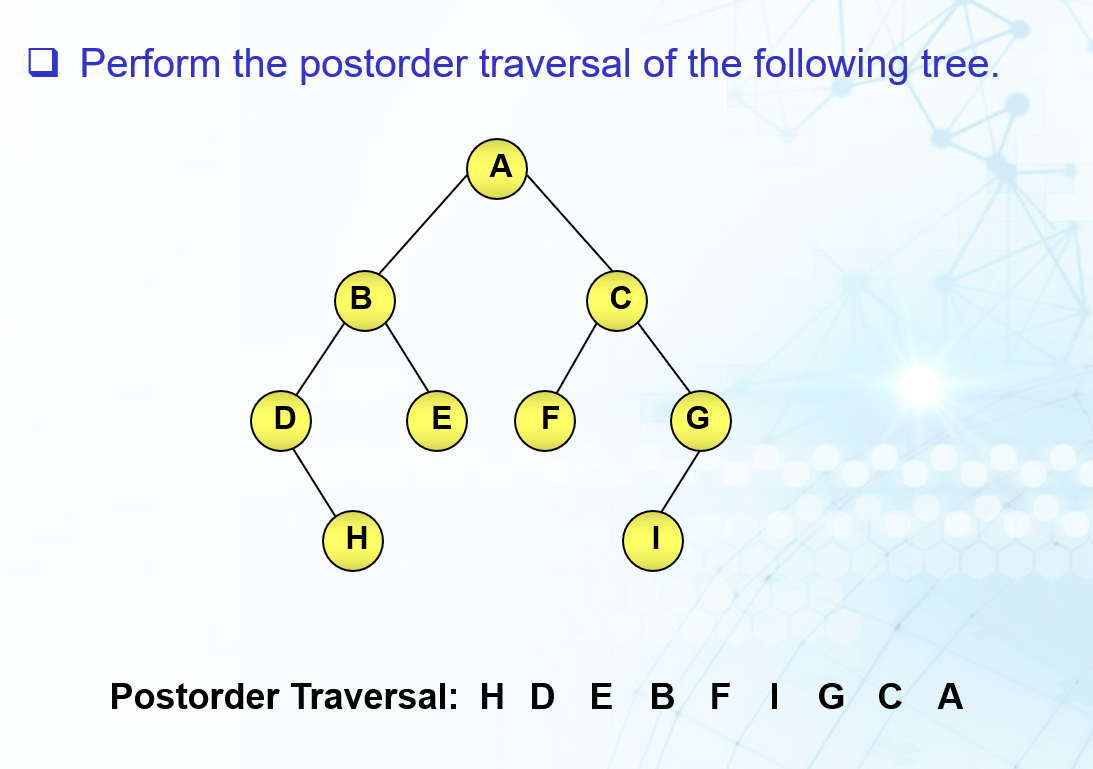 ❑ Perform the postorder traversal of the following tree.
A
B C
D E F G
H I
Postorder Traversal: H D E B F I G C A